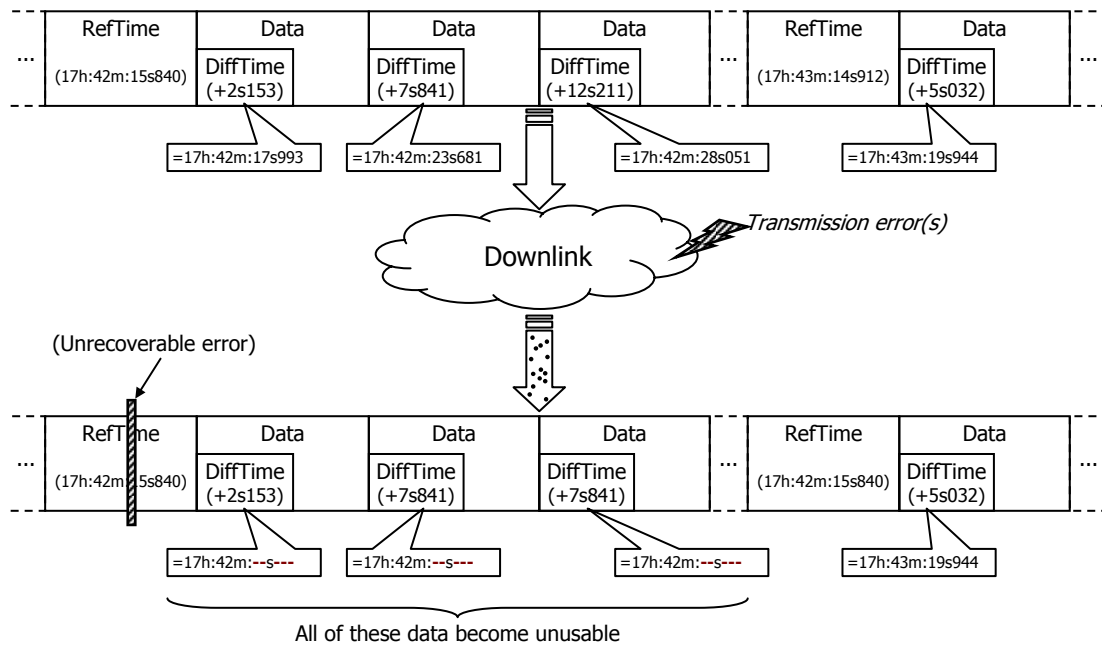 RefTime Data Data Data RefTime Data
... (17h:42m:15s840) DiffTime DiffTime DiffTime ... (17h:43m:14s912) DiffTime ...
(+2s153) (+7s841) (+12s211) (+5s032)
=17h:42m:17s993 =17h:42m:23s681 =17h:42m:28s051 =17h:43m:19s944
Transmission error(s)
Downlink
(Unrecoverable error)
RefTime Data Data Data RefTime Data
... (17h:42m 5s840) DiffTime DiffTime DiffTime ... (17h:42m:15s840) DiffTime ...
(+2s153) (+7s841) (+7s841) (+5s032)
=17h:42m:--s--- =17h:42m:--s--- =17h:42m:--s--- =17h:43m:19s944
All of these data become unusable